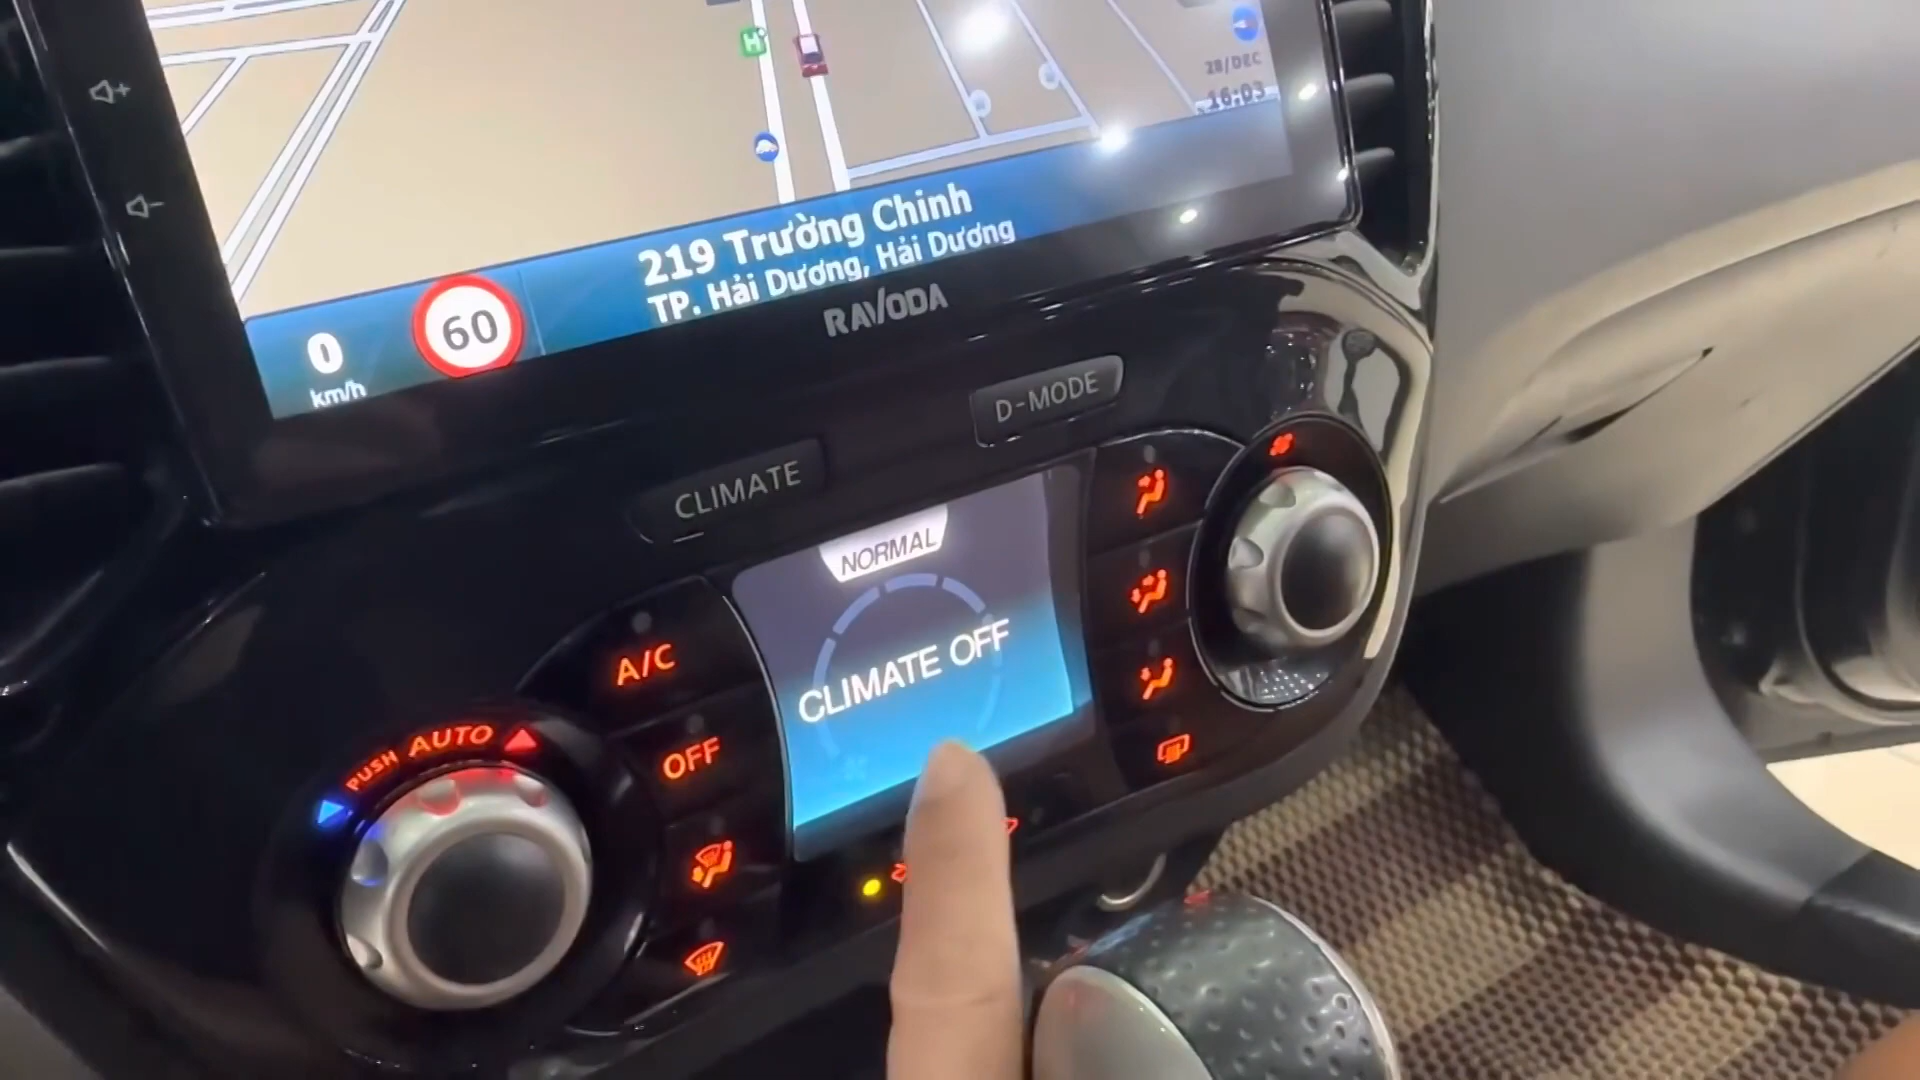 H
28/DEC
16:03
219 Trường Chinh
TP. Hải Dương, Hải Dương
0
km/h
60
RAVODA
D-MODE
CLIMATE
NORMAL
CLIMATE OFF
A/C
OFF
PUSH AUTO